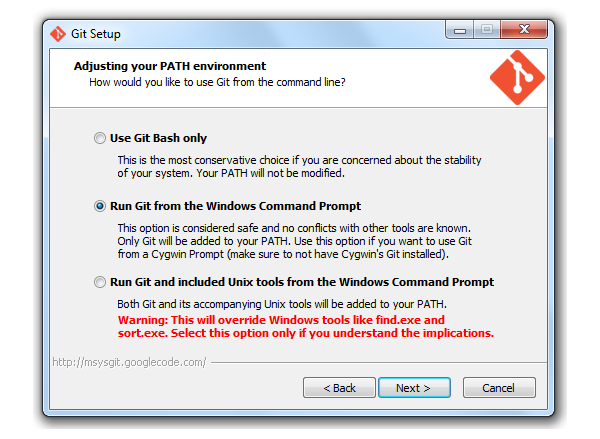 Git Setup
Adjusting your PATH environment
How would you like to use Git from the command line?
Use Git Bash only
This is the most conservative choice if you are concerned about the stability
of your system. Your PATH will not be modified.
Run Git from the Windows Command Prompt
This option is considered safe and no conflicts with other tools are known.
Only Git will be added to your PATH. Use this option if you want to use Git
from a Cygwin Prompt (make sure to not have Cygwin's Git installed).
Run Git and included Unix tools from the Windows Command Prompt
Both Git and its accompanying Unix tools will be added to your PATH.
Warning: This will override Windows tools like find.exe and
sort.exe. Select this option only if you understand the implications.
http://msysgit.googlecode.com/
< Back Next > Cancel